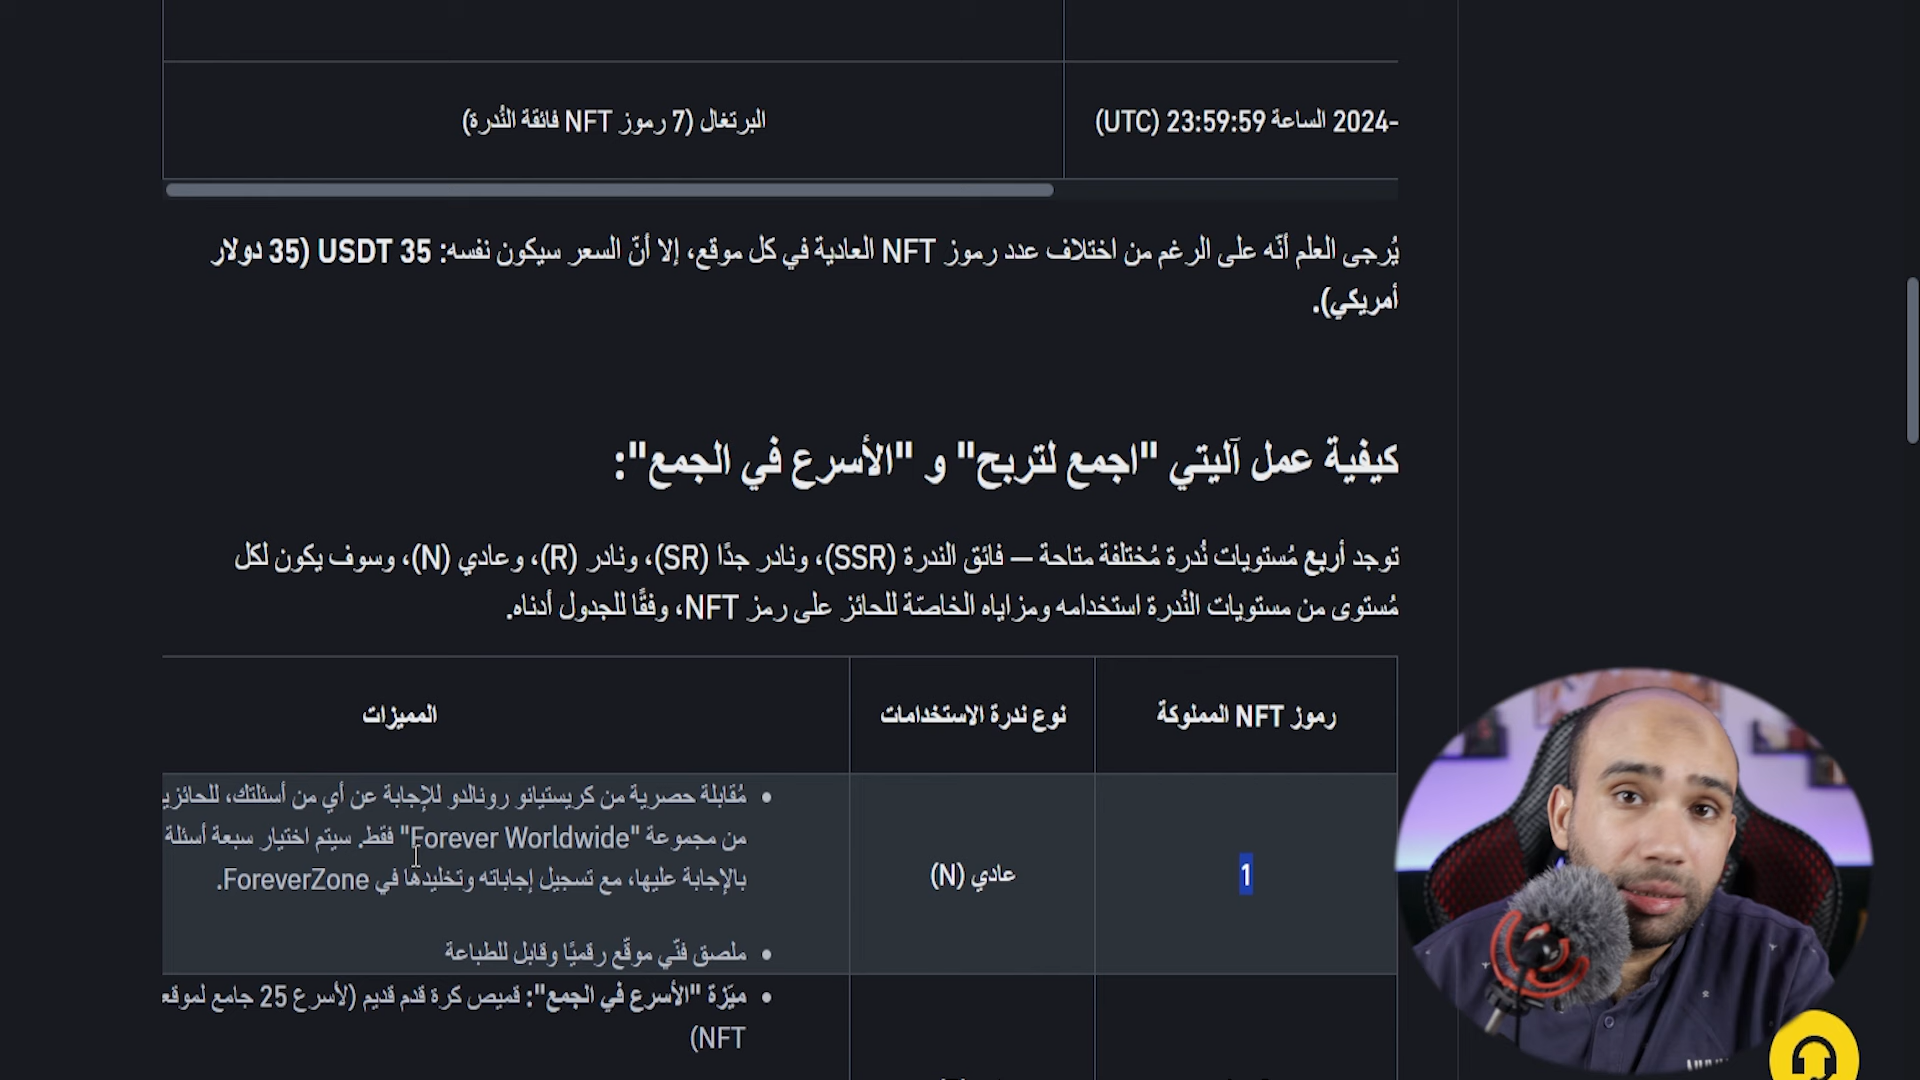 -2024 الساعة 23:59:59 (UTC)
البرتغال (7 رموز NFT فائقة النُدرة)
يُرجى العلم أنّه على الرغم من اختلاف عدد رموز NFT العادية في كل موقع، إلا أنّ السعر سيكون نفسه: 35 USDT (35 دولار
أمريكي).
كيفية عمل آليتي "اجمع لتربح" و "الأسرع في الجمع":
توجد أربع مُستويات نُدرة مُختلفة متاحة — فائق الندرة (SSR)، ونادر جدًا (SR)، ونادر (R)، وعادي (N)، وسوف يكون لكل
مُستوى من مستويات النُدرة استخدامه ومزاياه الخاصّة للحائز على رمز NFT، وفقًا للجدول أدناه.
رموز NFT المملوكة
نوع ندرة الاستخدامات
المميزات
1
عادي (N)
• مُقابلة حصرية من كريستيانو رونالدو للإجابة عن أي من أسئلتك،
من مجموعة "Forever Worldwide" فقط. سيتم اختيار سبعة أسئلة
بالإجابة عليها، مع تسجيل إجاباته وتخليدها في ForeverZone.
• ملصق فنّي موقّع رقميًا وقابل للطباعة
• ميّزة "الأسرع في الجمع": قميص كرة قدم قديم (لأسرع 25 جامع
NFT)